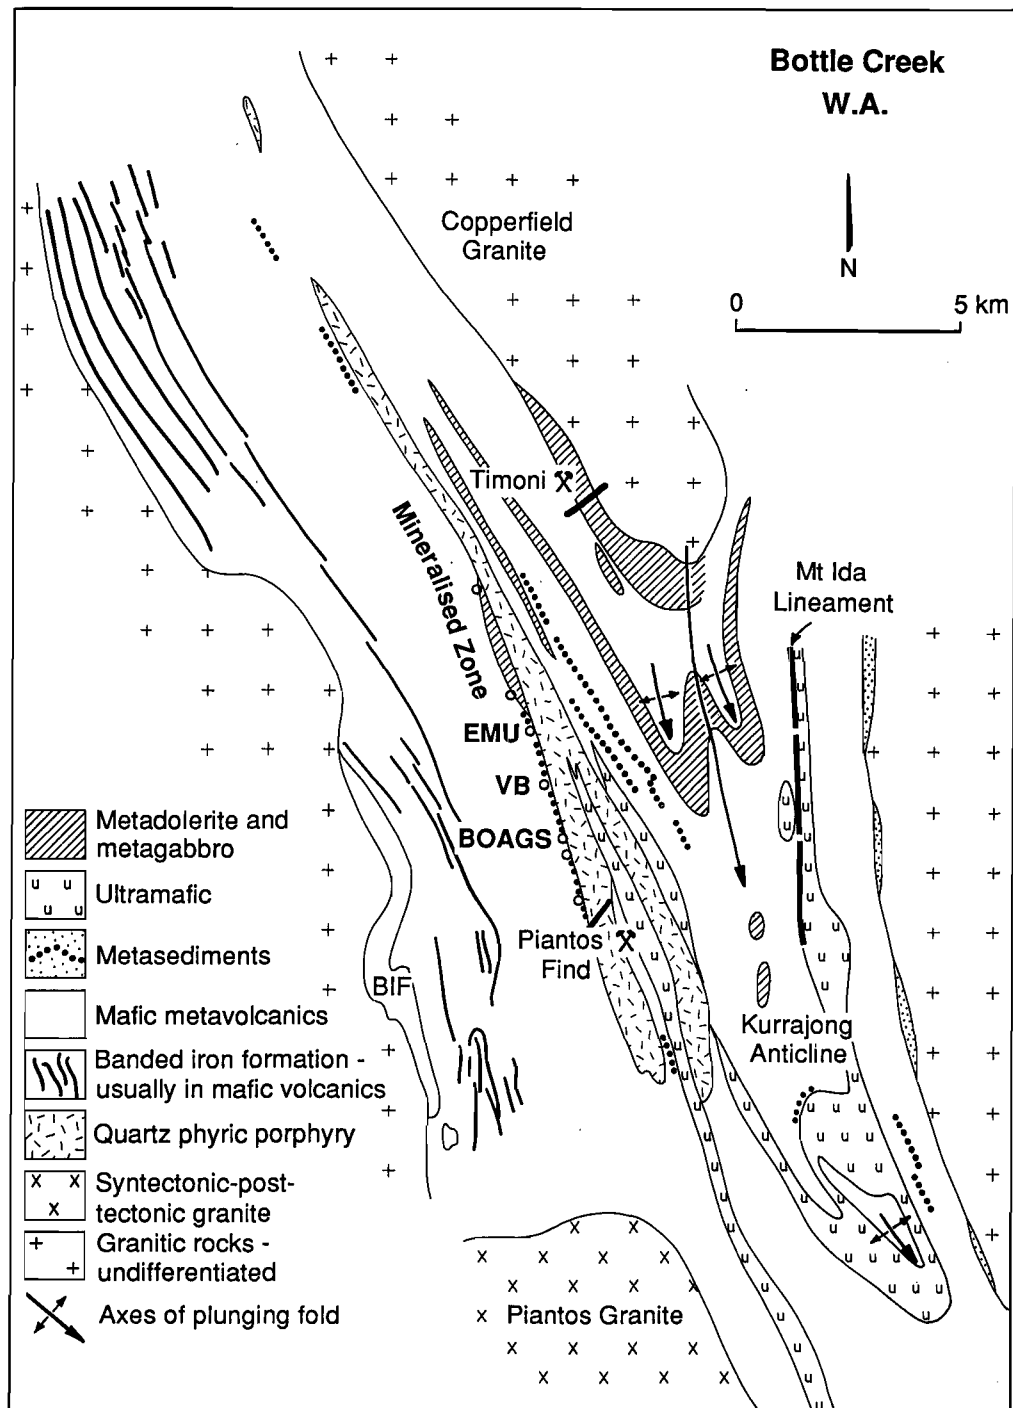 Bottle Creek
W.A.
Copperfield
Granite
N
0 5 km
Timoni
Mineralised Zone
Mt Ida
Lineament
EMU
VB
BOAGS
Piantos
Find
BIF
Kurrajong
Anticline
Piantos Granite
Metadolerite and
metagabbro
Ultramafic
Metasediments
Mafic metavolcanics
Banded iron formation -
usually in mafic volcanics
Quartz phyric porphyry
Syntectonic-post-
tectonic granite
Granitic rocks -
undifferentiated
Axes of plunging fold